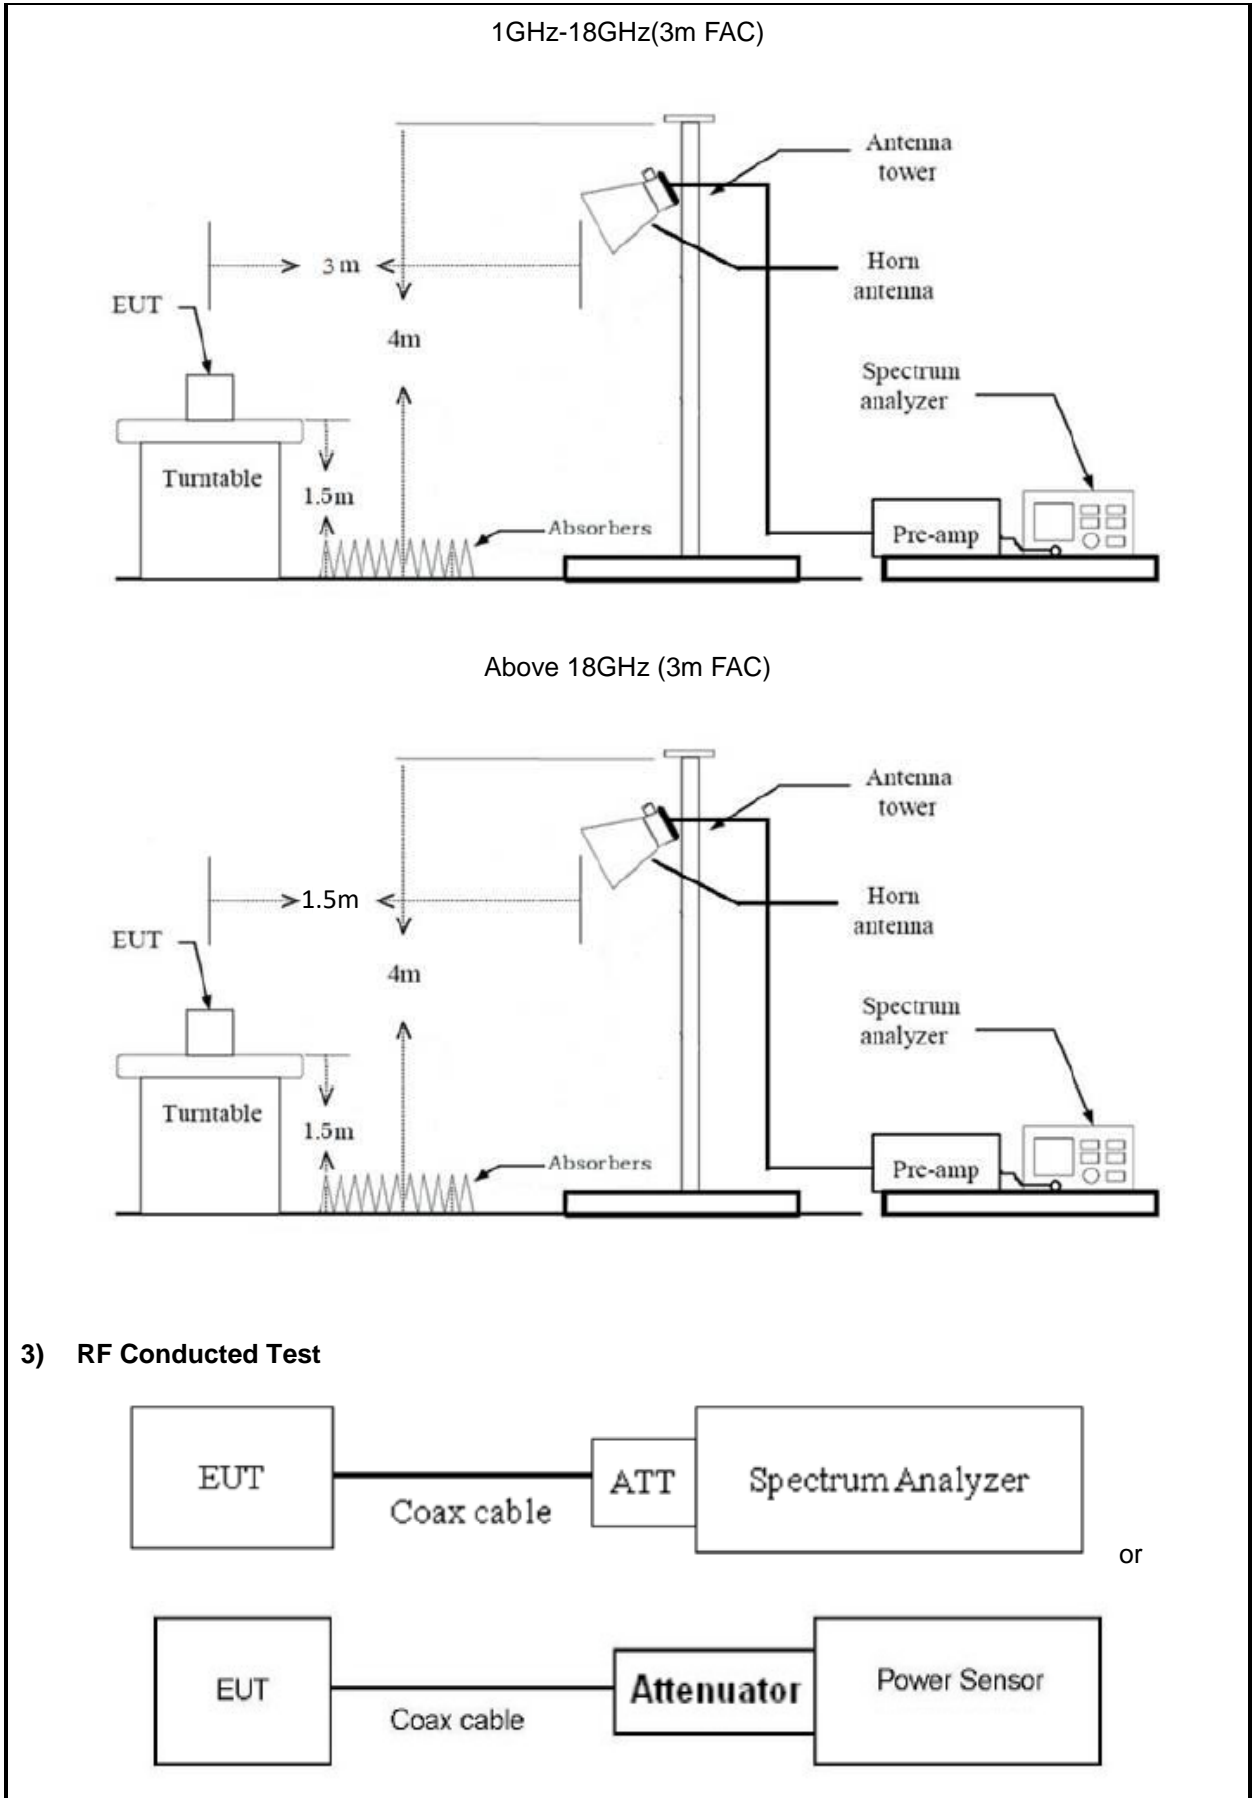 1GHz-18GHz(3m FAC)
Antenna
tower
3 m
Horn
antenna
EUT
4m
Spectrum
analyzer
Turntable
1.5m
Absorbers
Pre-amp
Above 18GHz (3m FAC)
Antenna
tower
1.5m
Horn
antenna
EUT
4m
Spectrum
analyzer
Turntable
1.5m
Absorbers
Pre-amp
3) RF Conducted Test
EUT
Coax cable
ATT
Spectrum Analyzer
or
EUT
Coax cable
Attenuator
Power Sensor